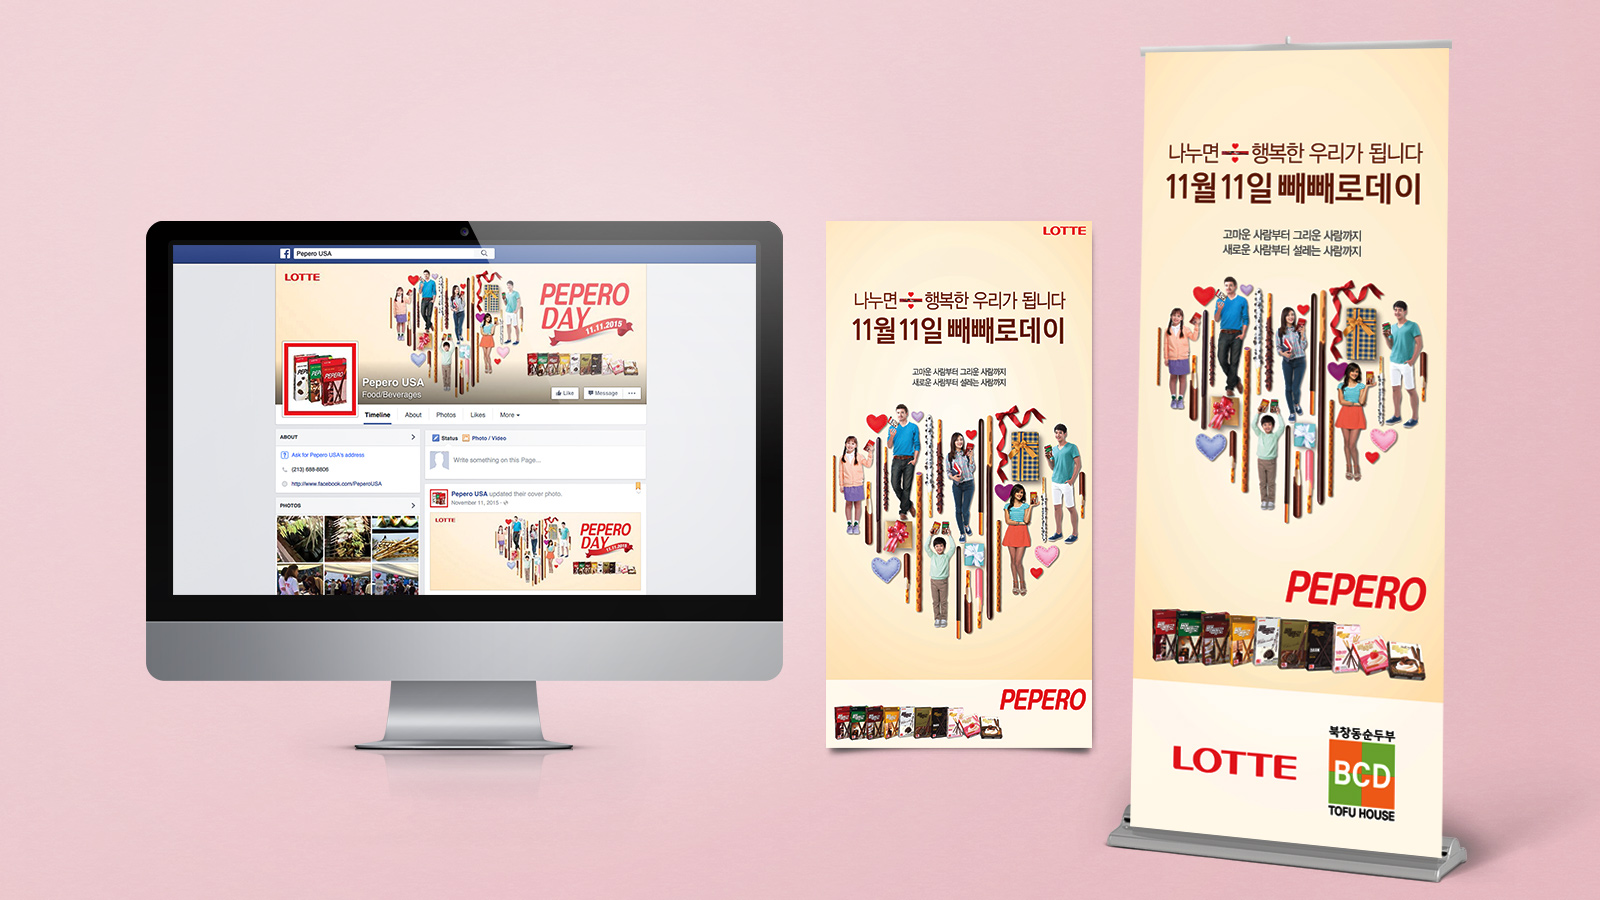 Pepero USA
LOTTE
PEPERO
DAY
11.11.2015
PEPERO
Pepero USA
Food/Beverages
Like
Message
Timeline
About
Photos
Likes
More
ABOUT
Ask for Pepero USA's address
(213) 688-6806
http://www.facebook.com/PeperoUSA
PHOTOS
Status
Photo / Video
Write something on this Page...
Pepero USA updated their cover photo.
November 11, 2015
LOTTE
PEPERO
DAY
11.11.2015
LOTTE
나누면 행복한 우리가 됩니다
11월 11일 빼빼로데이
고마운 사람부터 그리운 사람까지
새로운 사람부터 설레는 사람까지
PEPERO
나누면 행복한 우리가 됩니다
11월 11일 빼빼로데이
고마운 사람부터 그리운 사람까지
새로운 사람부터 설레는 사람까지
PEPERO
LOTTE
북창동순두부
BCD
TOFU HOUSE